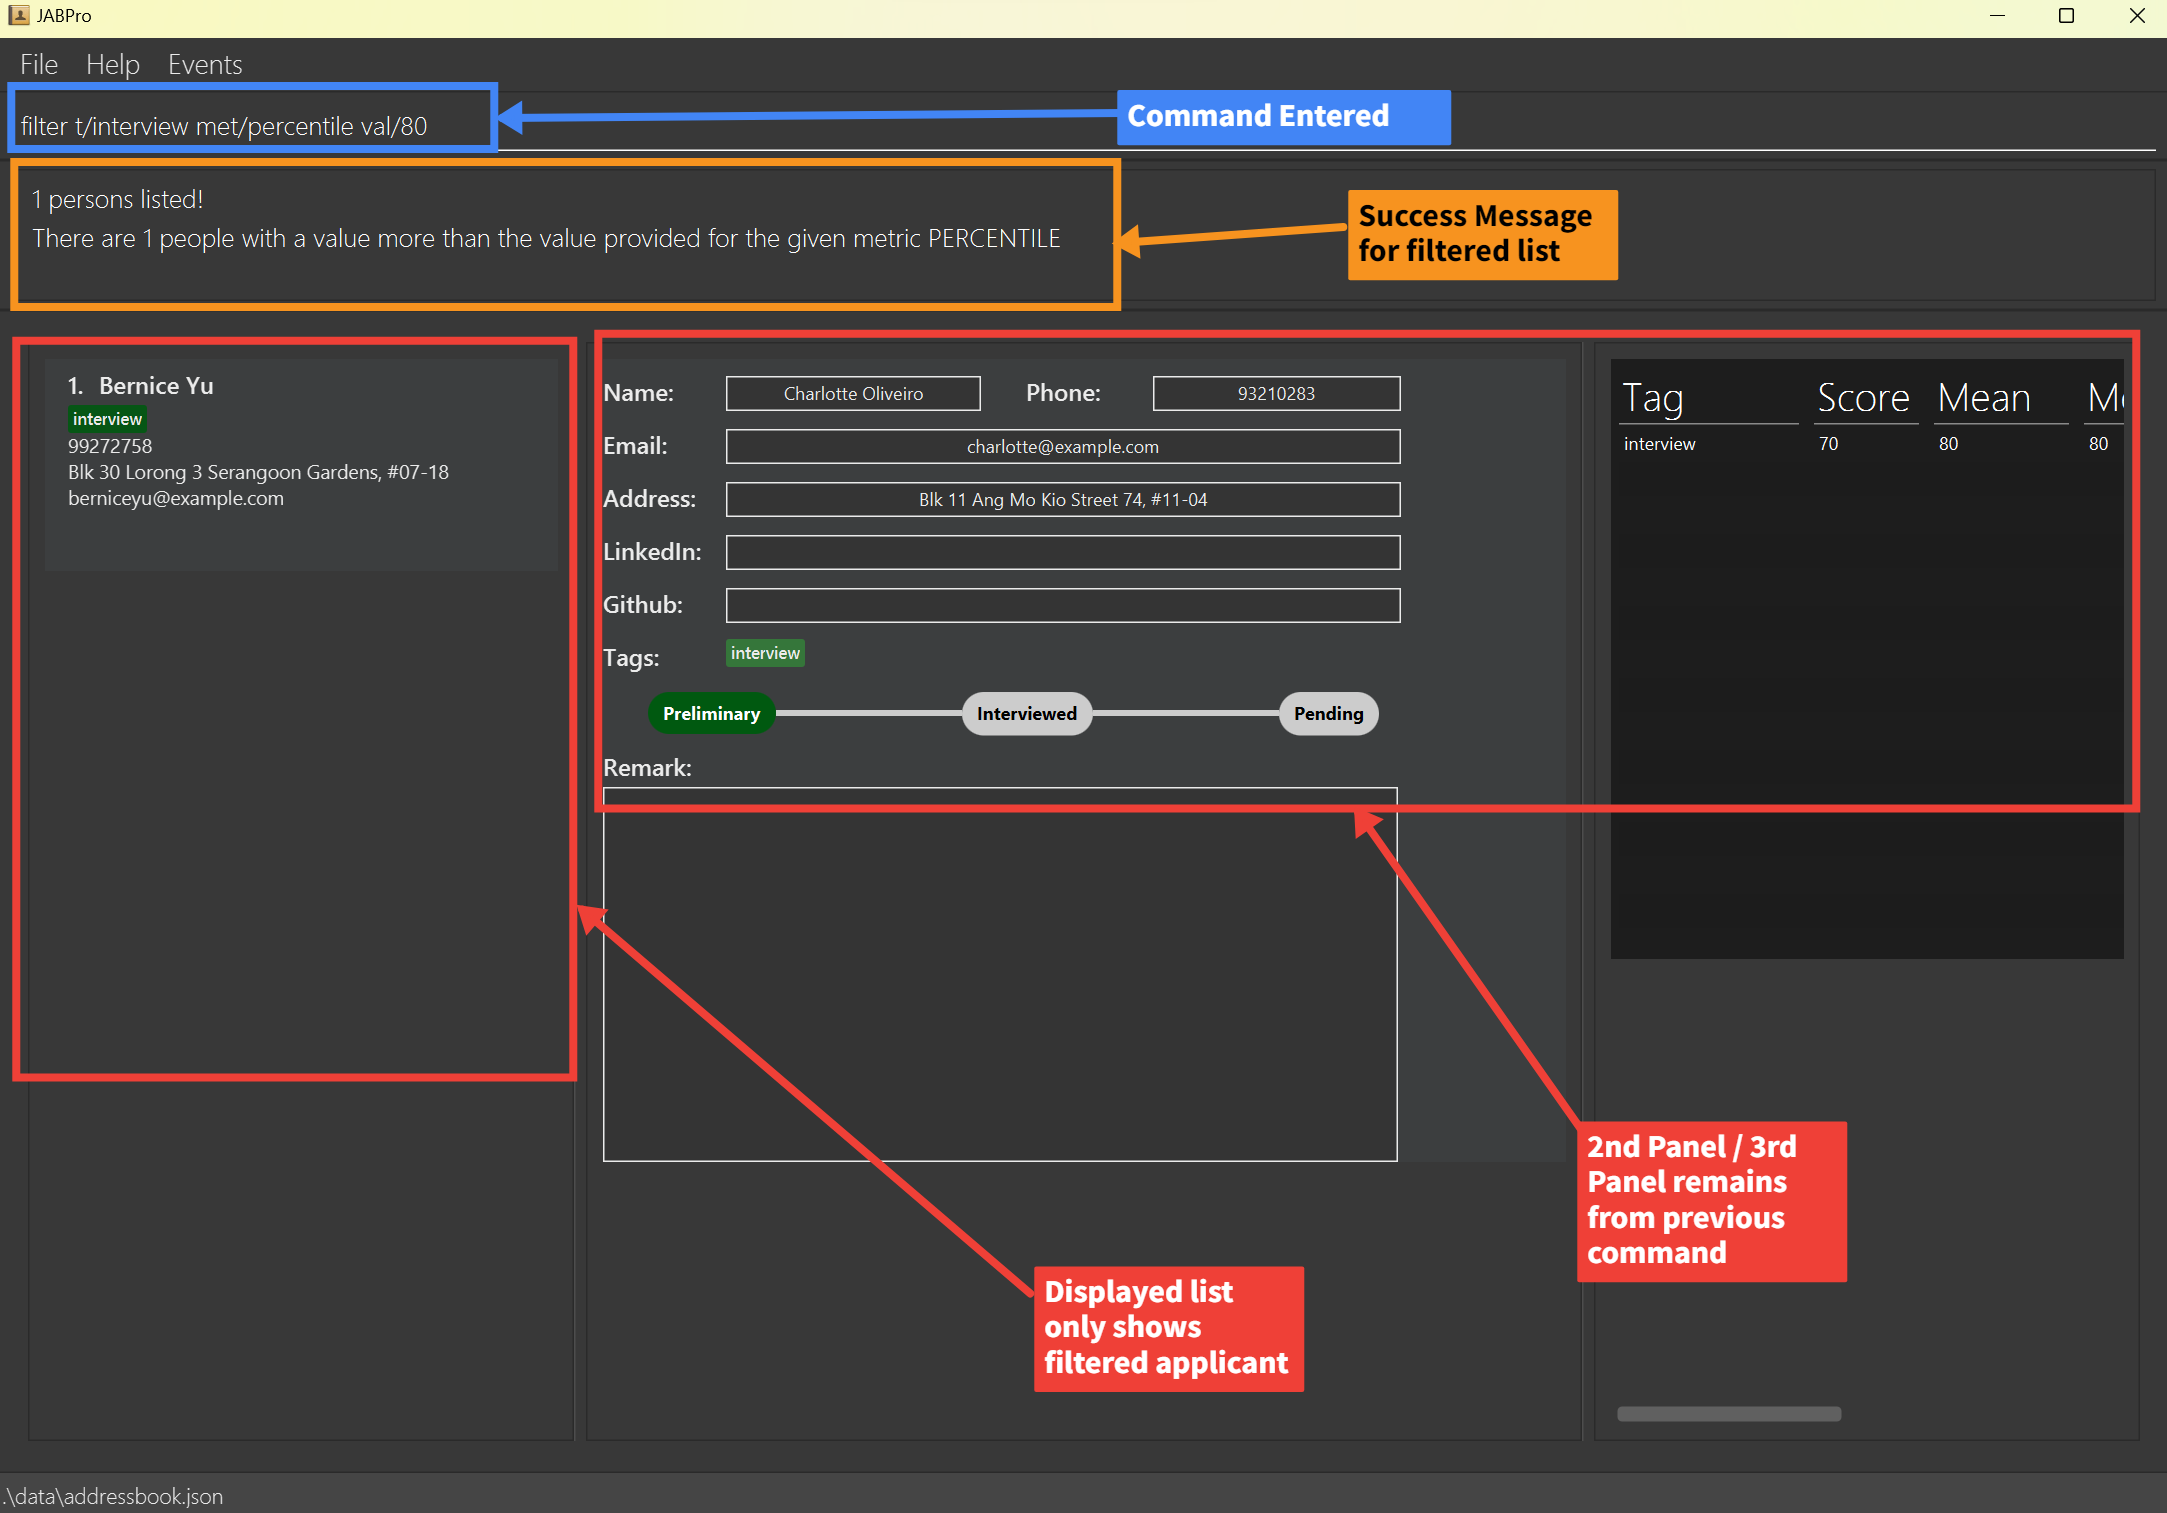 JABPro
File Help Events
filter t/interview met/percentile val/80
Command Entered
1 persons listed!
There are 1 people with a value more than the value provided for the given metric PERCENTILE
Success Message
for filtered list
1. Bernice Yu
interview
99272758
Blk 30 Lorong 3 Serangoon Gardens, #07-18
berniceyu@example.com
Name: Charlotte Oliveiro Phone: 93210283
Email: charlotte@example.com
Address: Blk 11 Ang Mo Kio Street 74, #11-04
LinkedIn:
Github:
Tags: interview
Preliminary Interviewed Pending
Remark:
Tag Score Mean
interview 70 80 80
2nd Panel / 3rd
Panel remains
from previous
command
Displayed list
only shows
filtered applicant
.\data\addressbook.json